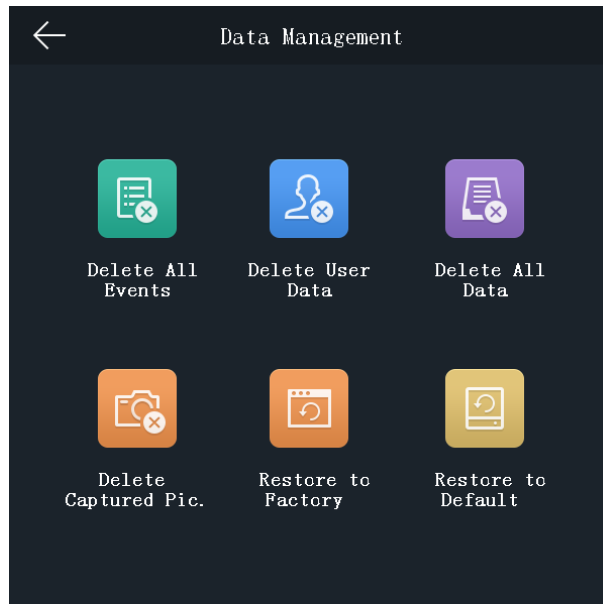 Data Management
Delete All
Events
Delete User
Data
Delete All
Data
Delete
Captured Pic.
Restore to
Factory
Restore to
Default